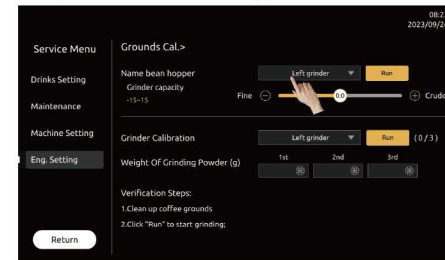 08:2
2023/09/2
Service Menu
Grounds Cal.>
Drinks Setting
Maintenance
Machine Setting
Eng. Setting
Return
Name bean hopper
Left grinder
Run
Grinder capacity
-15~15
Fine
0.0
Crude
Grinder Calibration
Left grinder
Run
(0/3)
Weight Of Grinding Powder (g)
1st
2nd
3rd
Verification Steps:
1.Clean up coffee grounds
2.Click "Run" to start grinding;